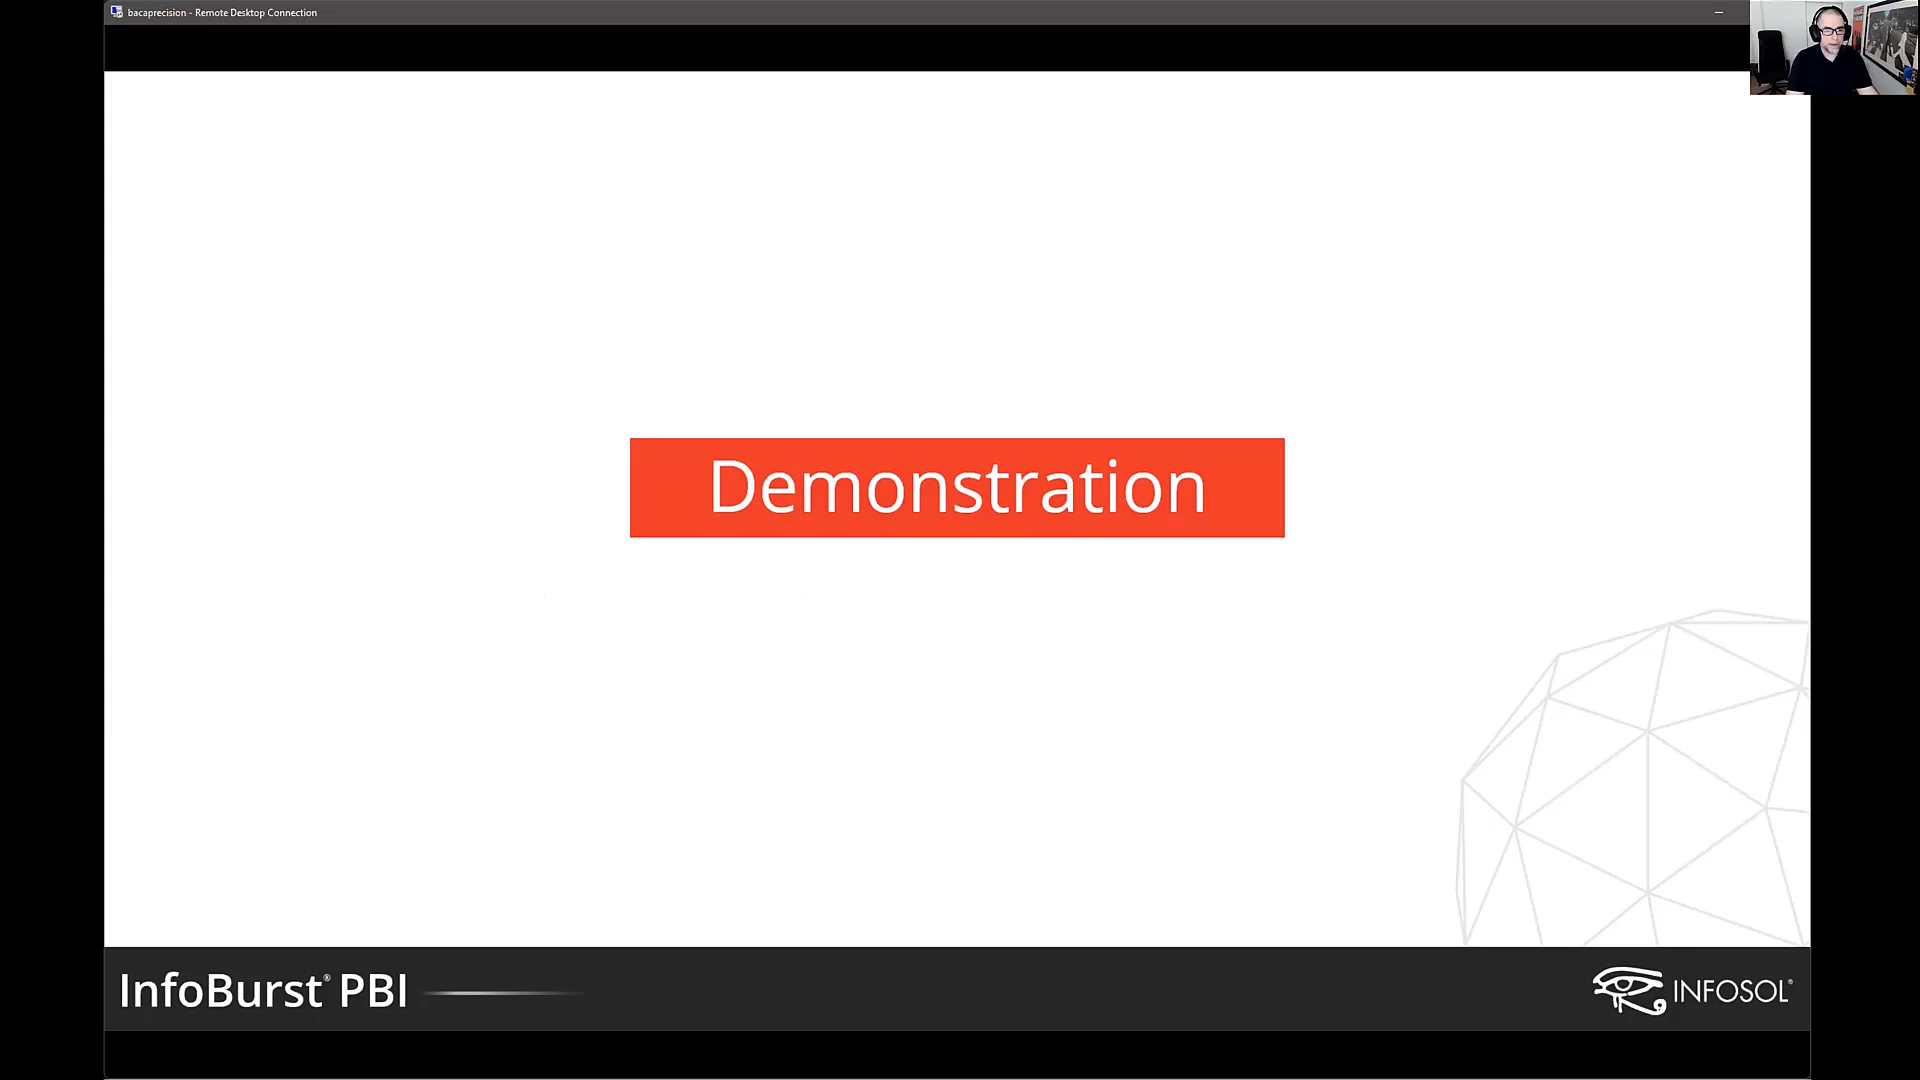 bacaprecision - Remote Desktop Connection
Demonstration
InfoBurst® PBI
INFOSOL®